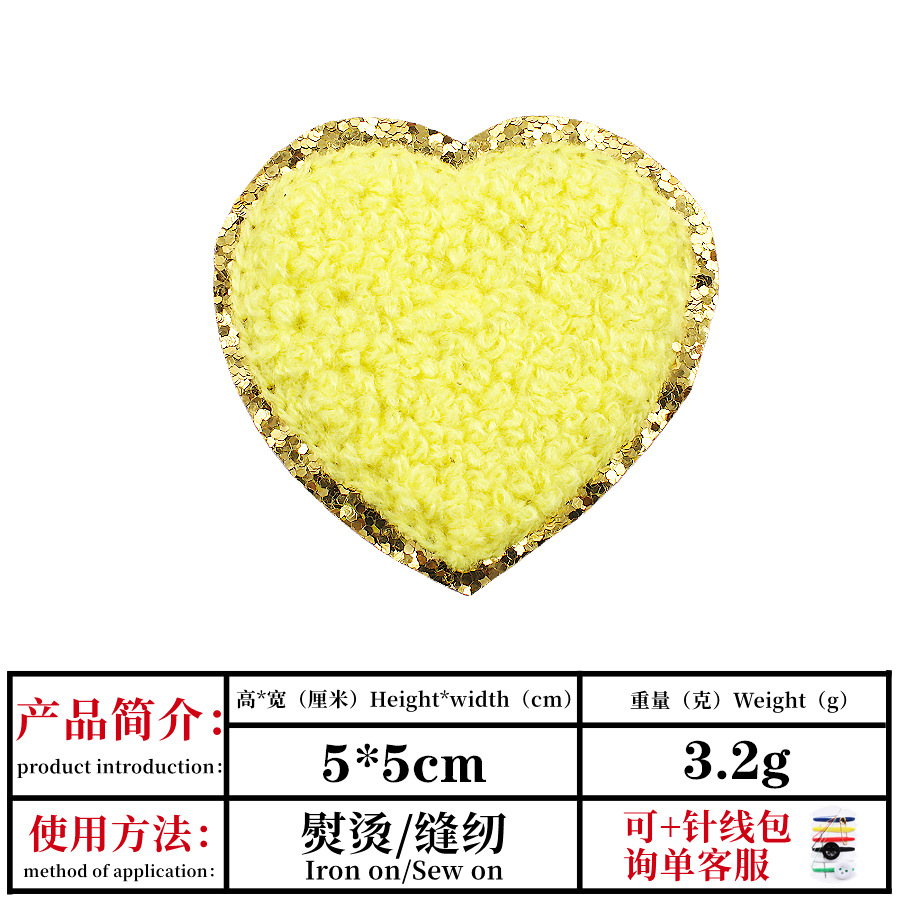 产品简介：
product introduction：
高*宽（厘米）Height*width（cm）
重量（克）Weight（g）
5*5cm
3.2g
使用方法：
method of application：
熨烫/缝纫
Iron on/Sew on
可+针线包
询单客服